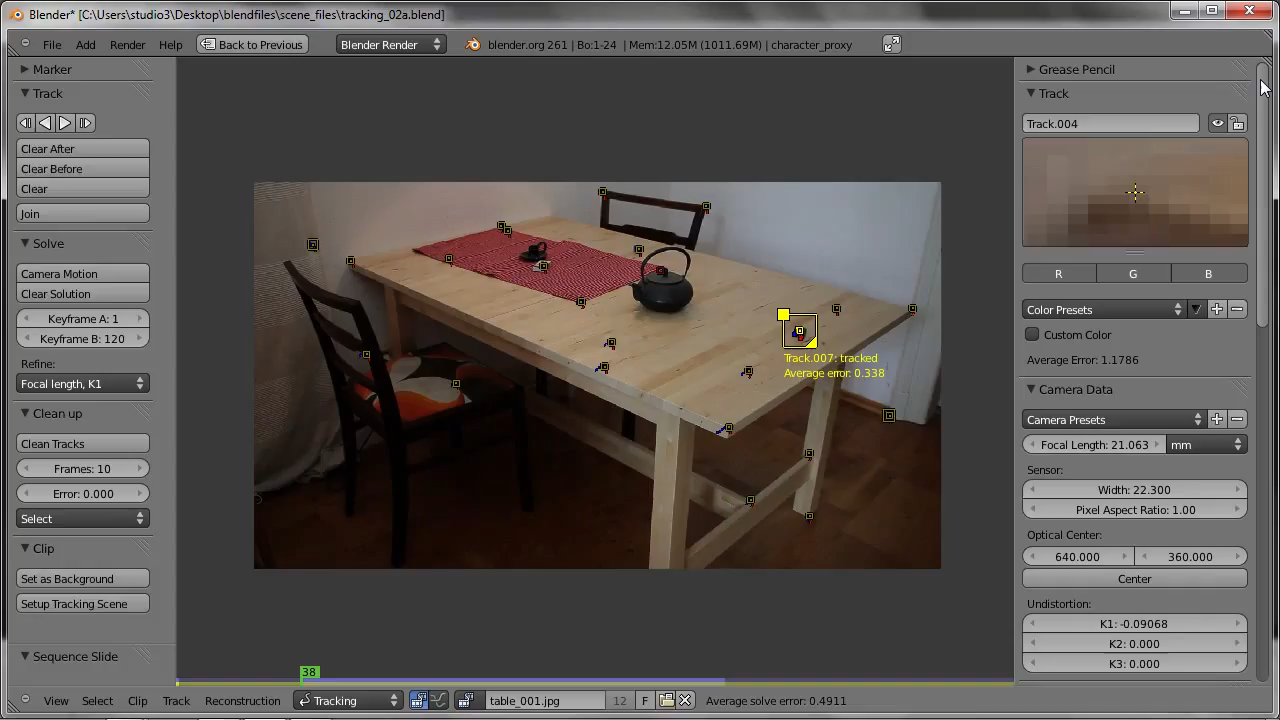 Blender* [C:\Users\studio3\Desktop\blendfiles\scene_files\tracking_02a.blend]
File Add Render Help Back to Previous Blender Render blender.org 261 | Bo:1-24 | Mem:12.05M (1011.69M) | character_proxy
Marker
Track
Clear After
Clear Before
Clear
Join
Solve
Camera Motion
Camera Solution
Keyframe A: 1
Keyframe B: 120
Refine:
Focal length, K1
Clean up
Clean Tracks
Frames: 10
Error: 0.000
Select
Clip
Set as Background
Setup Tracking Scene
Sequence Slide
Track.007: tracked
Average error: 0.338
38
Grease Pencil
Track
Track.004
R G B
Color Presets
Custom Color
Average Error: 1.1786
Camera Data
Camera Presets
Focal Length: 21.063 mm
Sensor:
Width: 22.300
Pixel Aspect Ratio: 1.00
Optical Center:
640.000 360.000
Center
Undistortion:
K1: -0.09068
K2: 0.000
K3: 0.000
View Select Clip Track Reconstruction Tracking table_001.jpg 12 F Average solve error: 0.4911